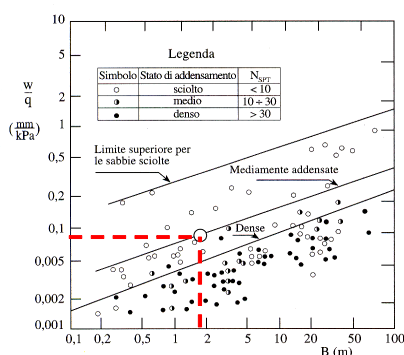 10
w
q
5
2
(mm
kPa)
1
0,5
0,2
0,1
0,005
0,002
0,001
Legenda
Simbolo Stato di addensamento NSPT
sciolto < 10
medio 10 ÷ 30
denso > 30
Limite superiore per
le sabbie sciolte
Mediamente addensate
Dense
0,1 0,2 0,5 1 2 5 10 20 50 100
B (m)